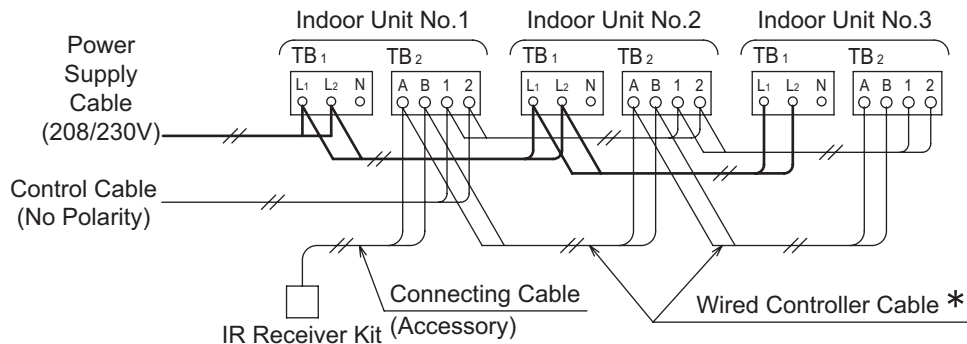 Indoor Unit No.1 Indoor Unit No.2 Indoor Unit No.3
Power
Supply
Cable
(208/230V)
TB1 TB2 TB1 TB2 TB1 TB2
L1 L2 N A B 1 2 L1 L2 N A B 1 2 L1 L2 N A B 1 2
Control Cable
(No Polarity)
Connecting Cable
(Accessory)
Wired Controller Cable *
IR Receiver Kit